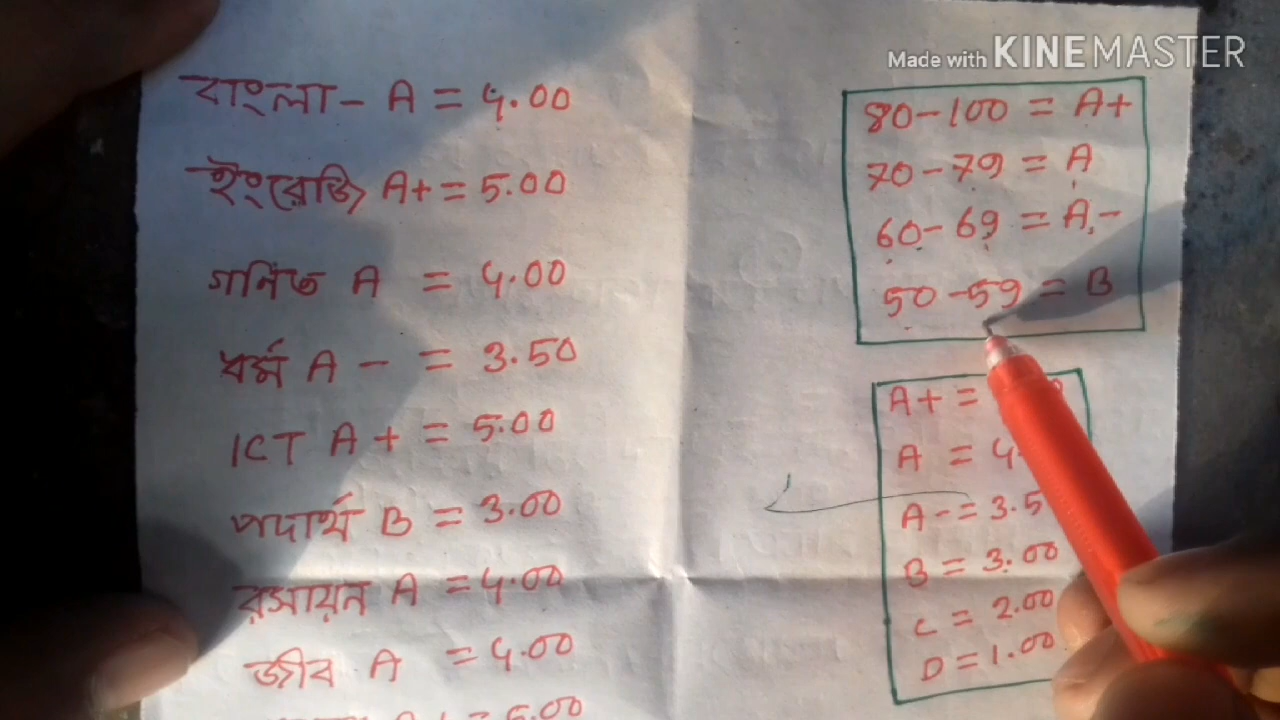 Made with KINEMASTER
বাংলা - A = 4.00
ইংরেজি A+ = 5.00
গনিত A = 4.00
ধর্ম A - = 3.50
ICT A + = 5.00
পদার্থ B = 3.00
রসায়ন A = 4.00
জীব A = 4.00
= 5.00
80-100 = A+
70-79 = A
60-69 = A-
50-59 = B
A+ =
A = 4.
A- = 3.5
B = 3.00
C = 2.00
D = 1.00